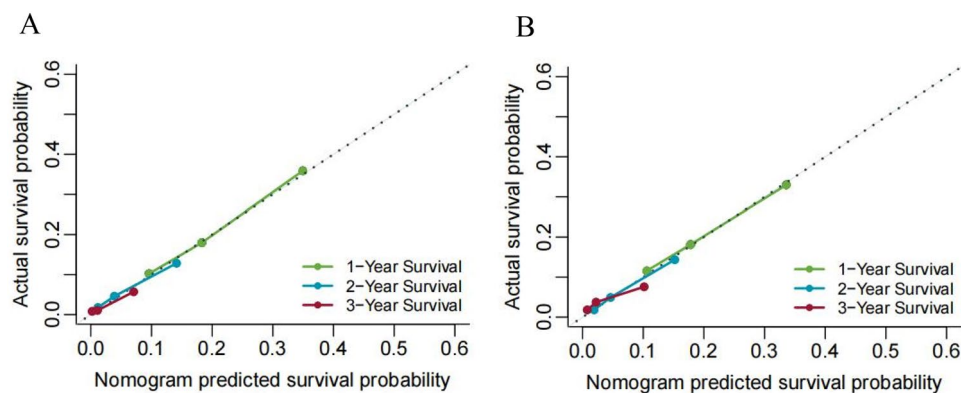 A
Actual survival probability
0.6
0.4
0.2
0.0
1−Year Survival
2−Year Survival
3−Year Survival
0.0 0.1 0.2 0.3 0.4 0.5 0.6
Nomogram predicted survival probability
B
Actual survival probability
0.6
0.4
0.2
0.0
1−Year Survival
2−Year Survival
3−Year Survival
0.0 0.1 0.2 0.3 0.4 0.5 0.6
Nomogram predicted survival probability